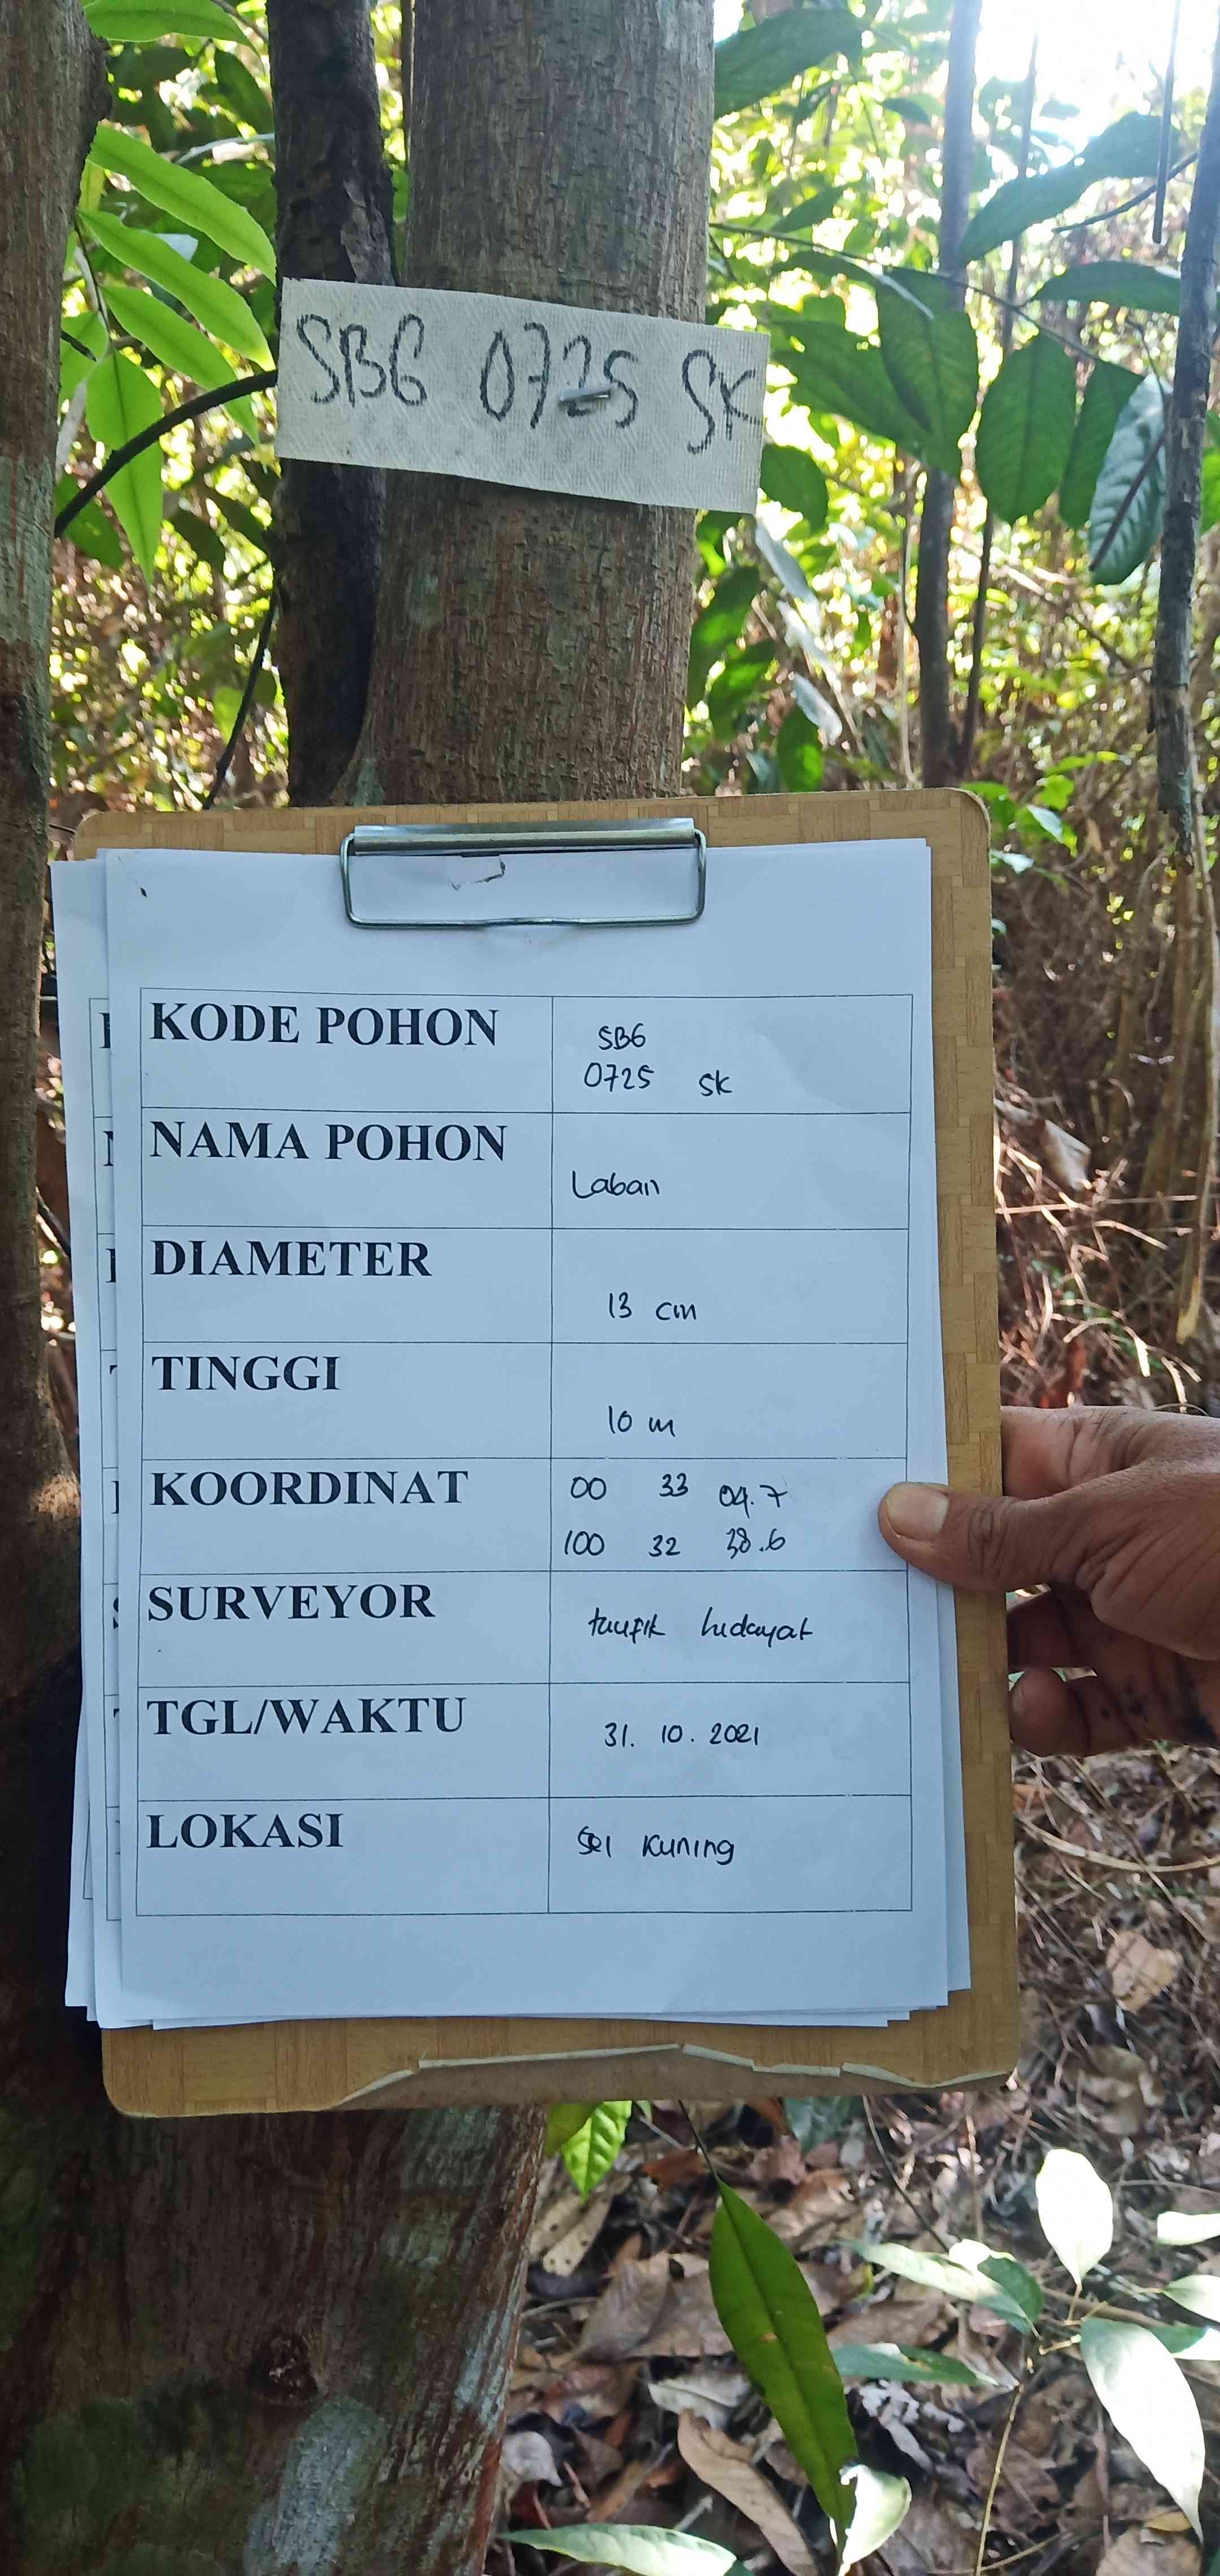 SBG 0725 SK
KODE POHON
SBG
0725 SK
NAMA POHON
Laban
DIAMETER
13 cm
TINGGI
10 m
KOORDINAT
00 33 09.7
100 32 38.6
SURVEYOR
taufik hidayat
TGL/WAKTU
31. 10. 2021
LOKASI
Sei Kuning